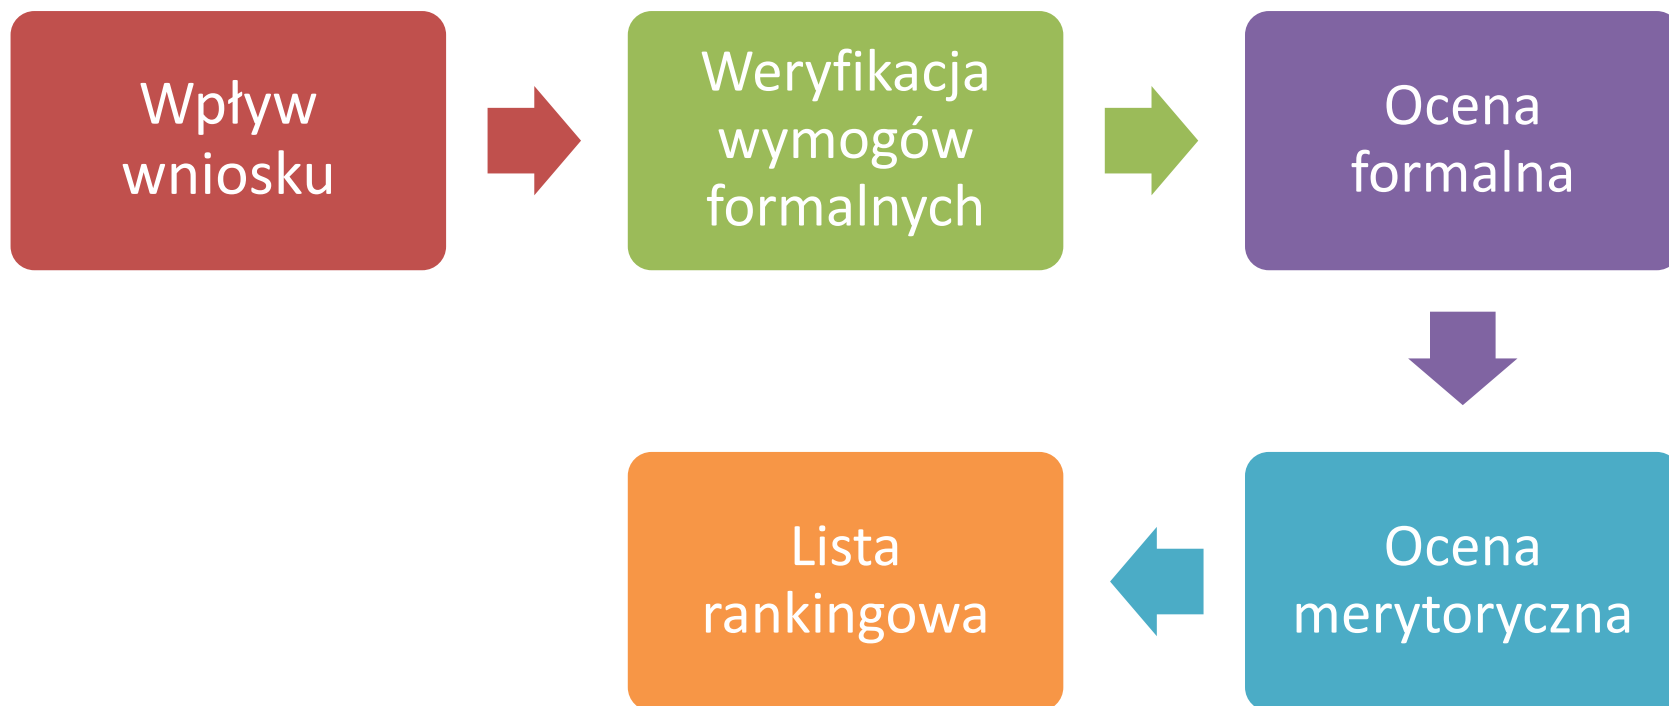 Wpływ
wniosku
Weryfikacja
wymogów
formalnych
Ocena
formalna
Ocena
merytoryczna
Lista
rankingowa